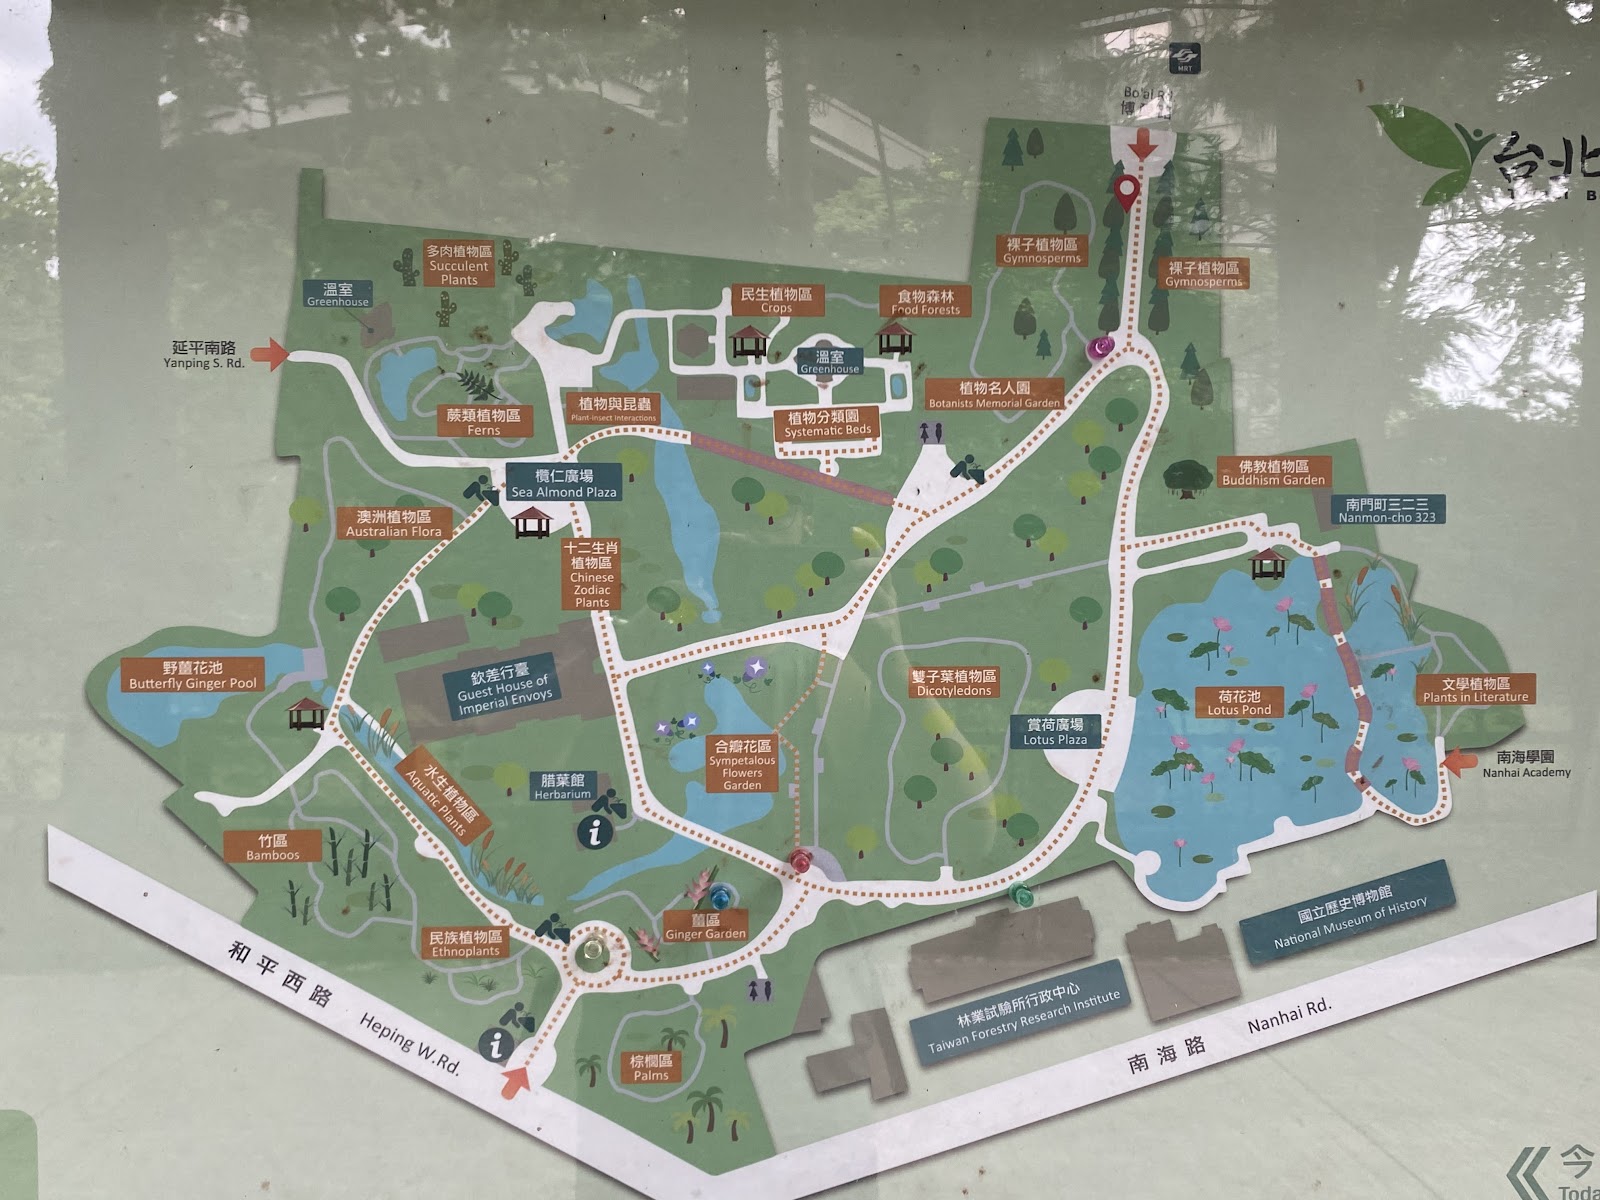 MRT
Bo'ai Rd.
博愛路
台北
多肉植物區
Succulent
Plants
溫室
Greenhouse
延平南路
Yanping S. Rd.
蕨類植物區
Ferns
植物與昆蟲
Plant-Insect Interactions
民生植物區
Crops
食物森林
Food Forests
溫室
Greenhouse
植物分類園
Systematic Beds
裸子植物區
Gymnosperms
裸子植物區
Gymnosperms
植物名人園
Botanists Memorial Garden
欖仁廣場
Sea Almond Plaza
澳洲植物區
Australian Flora
十二生肖
植物區
Chinese
Zodiac
Plants
佛教植物區
Buddhism Garden
南門町三二三
Nanmon-cho 323
野薑花池
Butterfly Ginger Pool
欽差行臺
Guest House of
Imperial Envoys
雙子葉植物區
Dicotyledons
荷花池
Lotus Pond
文學植物區
Plants in Literature
賞荷廣場
Lotus Plaza
南海學園
Nanhai Academy
合瓣花區
Sympetalous
Flowers
Garden
水生植物區
Aquatic Plants
腊葉館
Herbarium
i
竹區
Bamboos
民族植物區
Ethnoplants
薑區
Ginger Garden
i
棕櫚區
Palms
國立歷史博物館
National Museum of History
林業試驗所行政中心
Taiwan Forestry Research Institute
和平西路 Heping W.Rd.
南海路 Nanhai Rd.
今
Toda